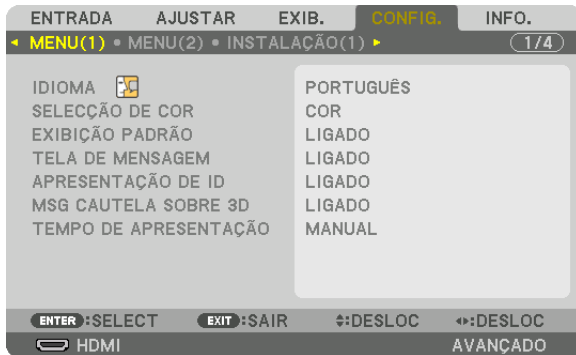 ENTRADA AJUSTAR EXIB. CONFIG. INFO.
MENU(1) • MENU(2) • INSTALAÇÃO(1) 1/4
IDIOMA PORTUGUÊS
SELECÇÃO DE COR COR
EXIBIÇÃO PADRÃO LIGADO
TELA DE MENSAGEM LIGADO
APRESENTAÇÃO DE ID LIGADO
MSG CAUTELA SOBRE 3D LIGADO
TEMPO DE APRESENTAÇÃO MANUAL
ENTER :SELECT EXIT :SAIR :DESLOC :DESLOC
HDMI AVANÇADO